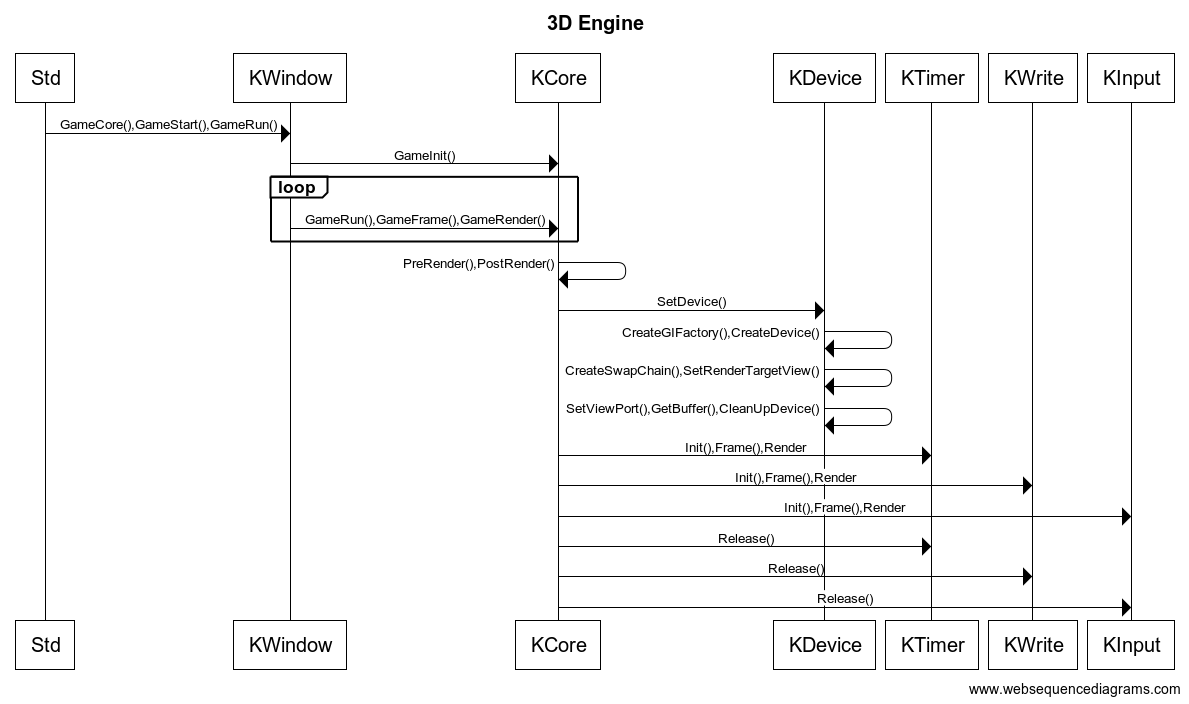 3D Engine
Std
KWindow
KCore
KDevice
KTimer
KWrite
KInput
GameCore(),GameStart(),GameRun()
GameInit()
loop
GameRun(),GameFrame(),GameRender()
PreRender(),PostRender()
SetDevice()
CreateGIFactory(),CreateDevice()
CreateSwapChain(),SetRenderTargetView()
SetViewPort(),GetBuffer(),CleanUpDevice()
Init(),Frame(),Render
Init(),Frame(),Render
Init(),Frame(),Render
Release()
Release()
Release()
Std
KWindow
KCore
KDevice
KTimer
KWrite
KInput
www.websequencediagrams.com